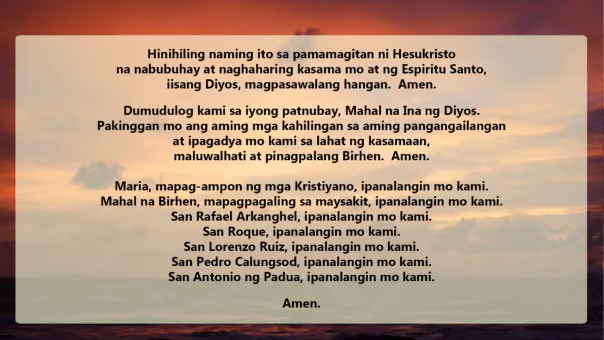 Hinihiling naming ito sa pamamagitan ni Hesukristo
na nabubuhay at naghaharing kasama mo at ng Espiritu Santo,
iisang Diyos, magpasawalang hangan.  Amen.
Dumudulog kami sa iyong patnubay, Mahal na Ina ng Diyos.
Pakinggan mo ang aming mga kahilingan sa aming pangangailangan
at ipagadya mo kami sa lahat ng kasamaan,
maluwalhati at pinagpalang Birhen.  Amen.
Maria, mapag-ampon ng mga Kristiyano, ipanalangin mo kami.
Mahal na Birhen, mapagpagaling sa maysakit, ipanalangin mo kami.
San Rafael Arkanghel, ipanalangin mo kami.
San Roque, ipanalangin mo kami.
San Lorenzo Ruiz, ipanalangin mo kami.
San Pedro Calungsod, ipanalangin mo kami.
San Antonio ng Padua, ipanalangin mo kami.
Amen.